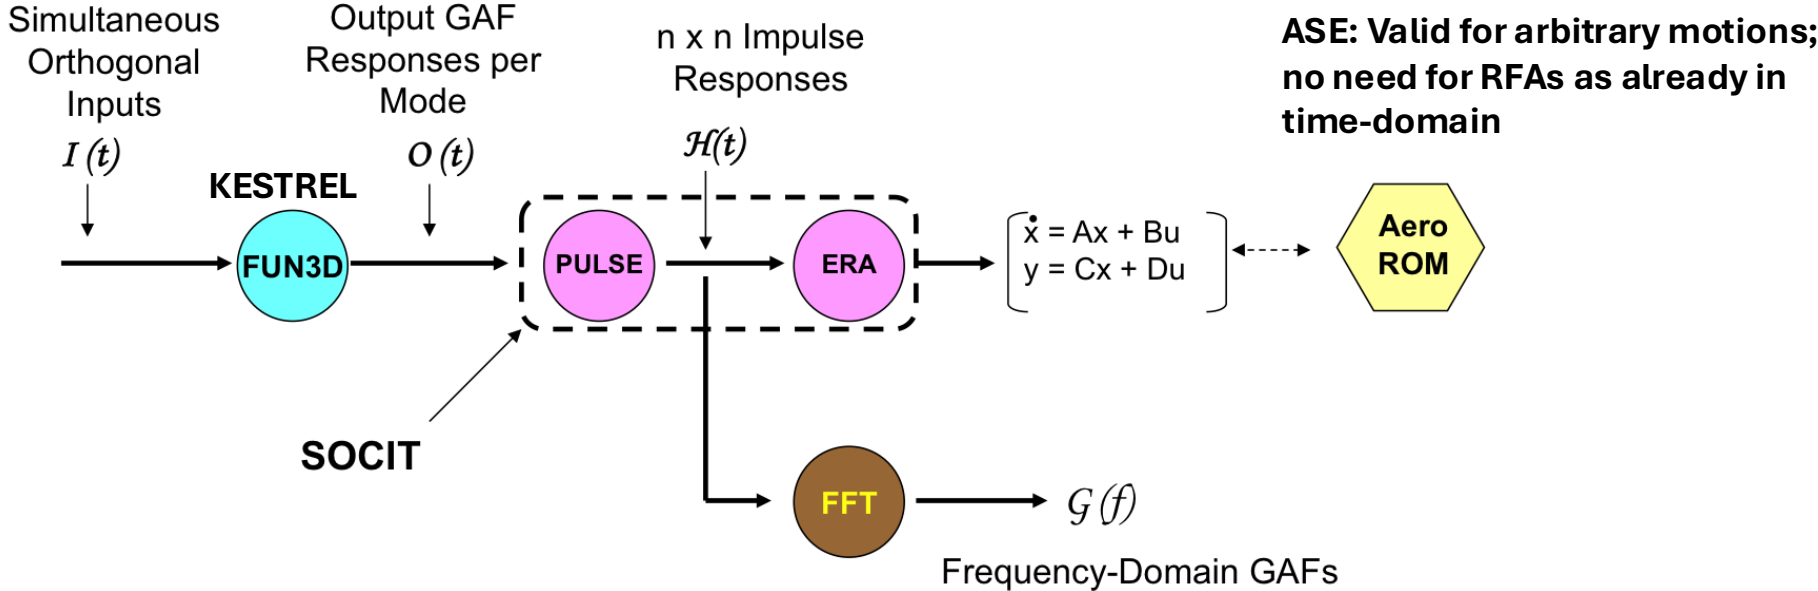 Simultaneous
Orthogonal
Inputs
I (t)
Output GAF
Responses per
Mode
O (t)
n x n Impulse
Responses
ℋ(t)
ASE: Valid for arbitrary motions;
no need for RFAs as already in
time-domain
KESTREL
FUN3D
PULSE
ERA
ẋ = Ax + Bu
y = Cx + Du
Aero
ROM
SOCIT
FFT
𝒢 (f)
Frequency-Domain GAFs